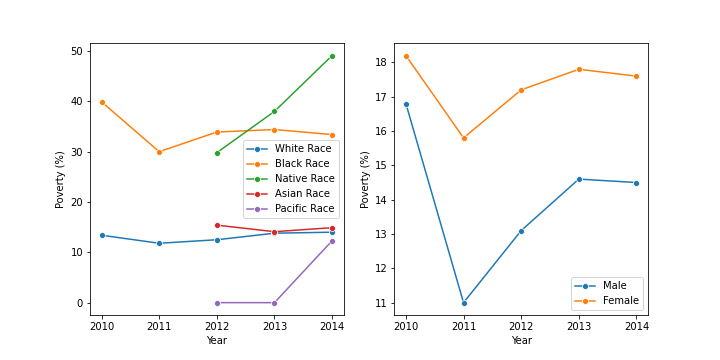 50
40
30
20
10
0
Poverty (%)
2010 2011 2012 2013 2014
Year
White Race
Black Race
Native Race
Asian Race
Pacific Race
18
17
16
15
14
13
12
11
Poverty (%)
2010 2011 2012 2013 2014
Year
Male
Female